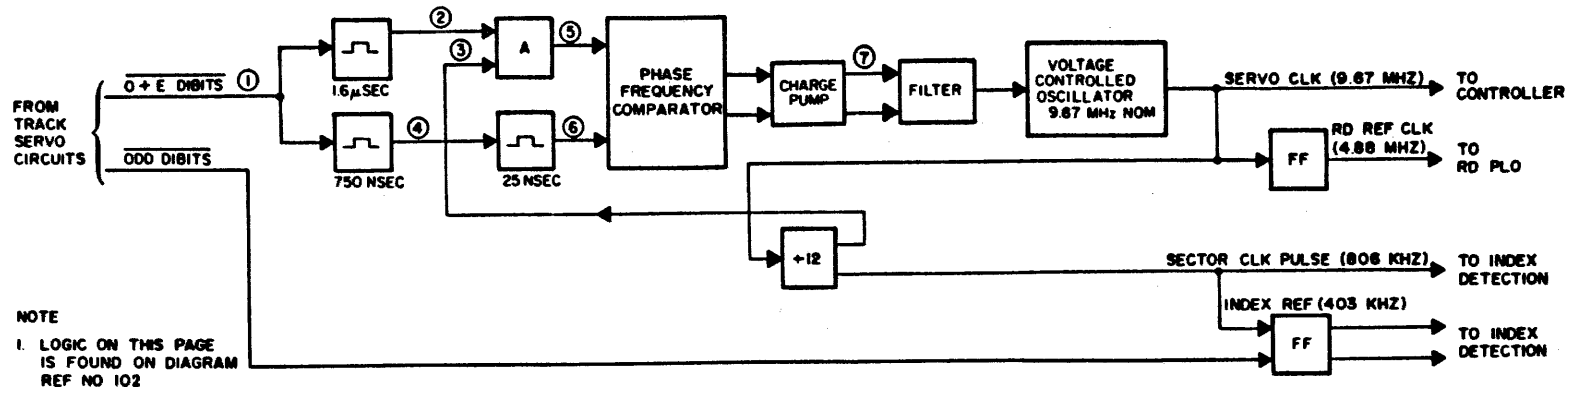 FROM
TRACK
SERVO
CIRCUITS
O + E DIGITS
①
ODD DIBITS
1.6μSEC
②
③
750 NSEC
④
A
⑤
25 NSEC
⑥
PHASE
FREQUENCY
COMPARATOR
CHARGE
PUMP
⑦
FILTER
VOLTAGE
CONTROLLED
OSCILLATOR
9.67 MHz NOM
SERVO CLK (9.67 MHZ)
TO
CONTROLLER
FF
RD REF CLK
(4.88 MHZ)
TO
RD PLO
÷12
SECTOR CLK PULSE (806 KHZ)
TO INDEX
DETECTION
INDEX REF (403 KHZ)
FF
TO INDEX
DETECTION
NOTE
1. LOGIC ON THIS PAGE
IS FOUND ON DIAGRAM
REF NO 102